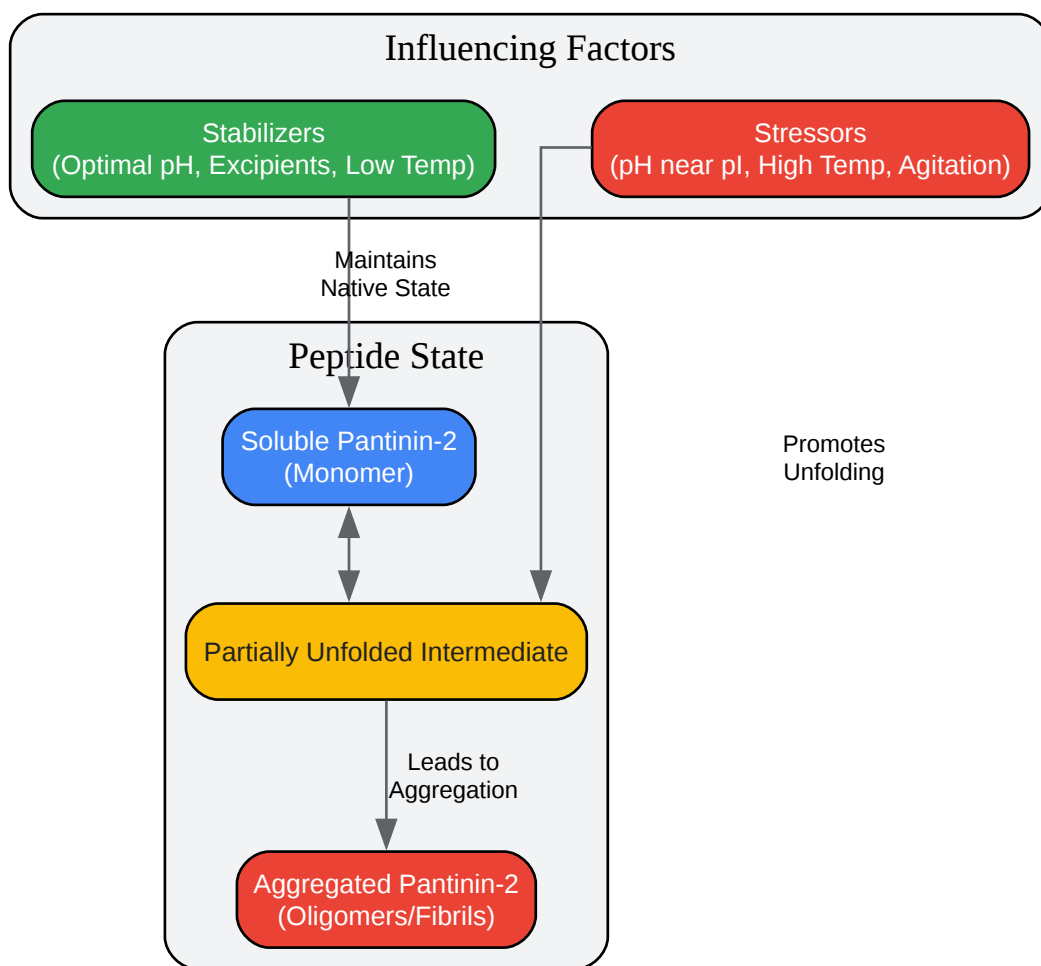 Influencing Factors
Stabilizers
(Optimal pH, Excipients, Low Temp)
Stressors
(pH near pI, High Temp, Agitation)
Maintains
Native State
Peptide State
Soluble Pantinin-2
(Monomer)
Promotes
Unfolding
Partially Unfolded Intermediate
Leads to
Aggregation
Aggregated Pantinin-2
(Oligomers/Fibrils)